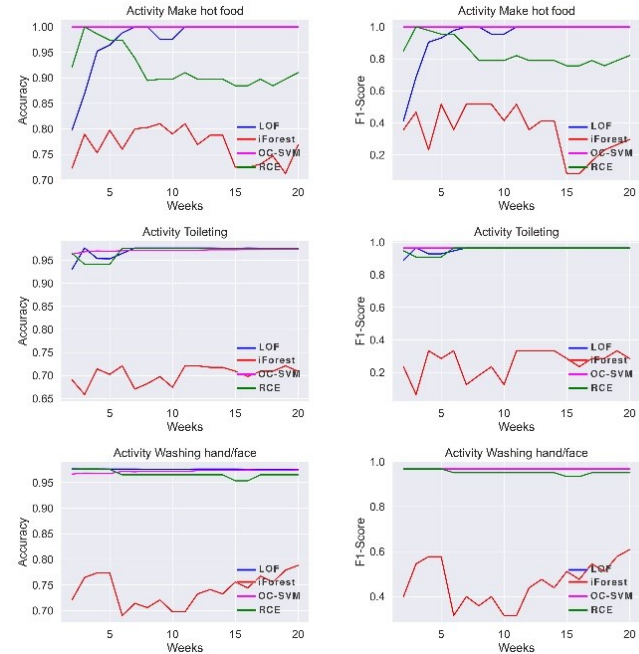 Activity Make hot food
1.00
0.95
0.90
0.85
0.80
0.75
0.70
Accuracy
LOF
iForest
OC-SVM
RCE
5
10
15
20
Weeks
Activity Make hot food
1.0
0.8
0.6
0.4
0.2
F1-Score
LOF
iForest
OC-SVM
RCE
5
10
15
20
Weeks
Activity Toileting
0.95
0.90
0.85
0.80
0.75
0.70
0.65
Accuracy
LOF
iForest
OC-SVM
RCE
5
10
15
20
Weeks
Activity Toileting
1.0
0.8
0.6
0.4
0.2
F1-Score
LOF
iForest
OC-SVM
RCE
5
10
15
20
Weeks
Activity Washing hand/face
0.95
0.90
0.85
0.80
0.75
0.70
Accuracy
LOF
iForest
OC-SVM
RCE
5
10
15
20
Weeks
Activity Washing hand/face
1.0
0.8
0.6
0.4
F1-Score
LOF
iForest
OC-SVM
RCE
5
10
15
20
Weeks